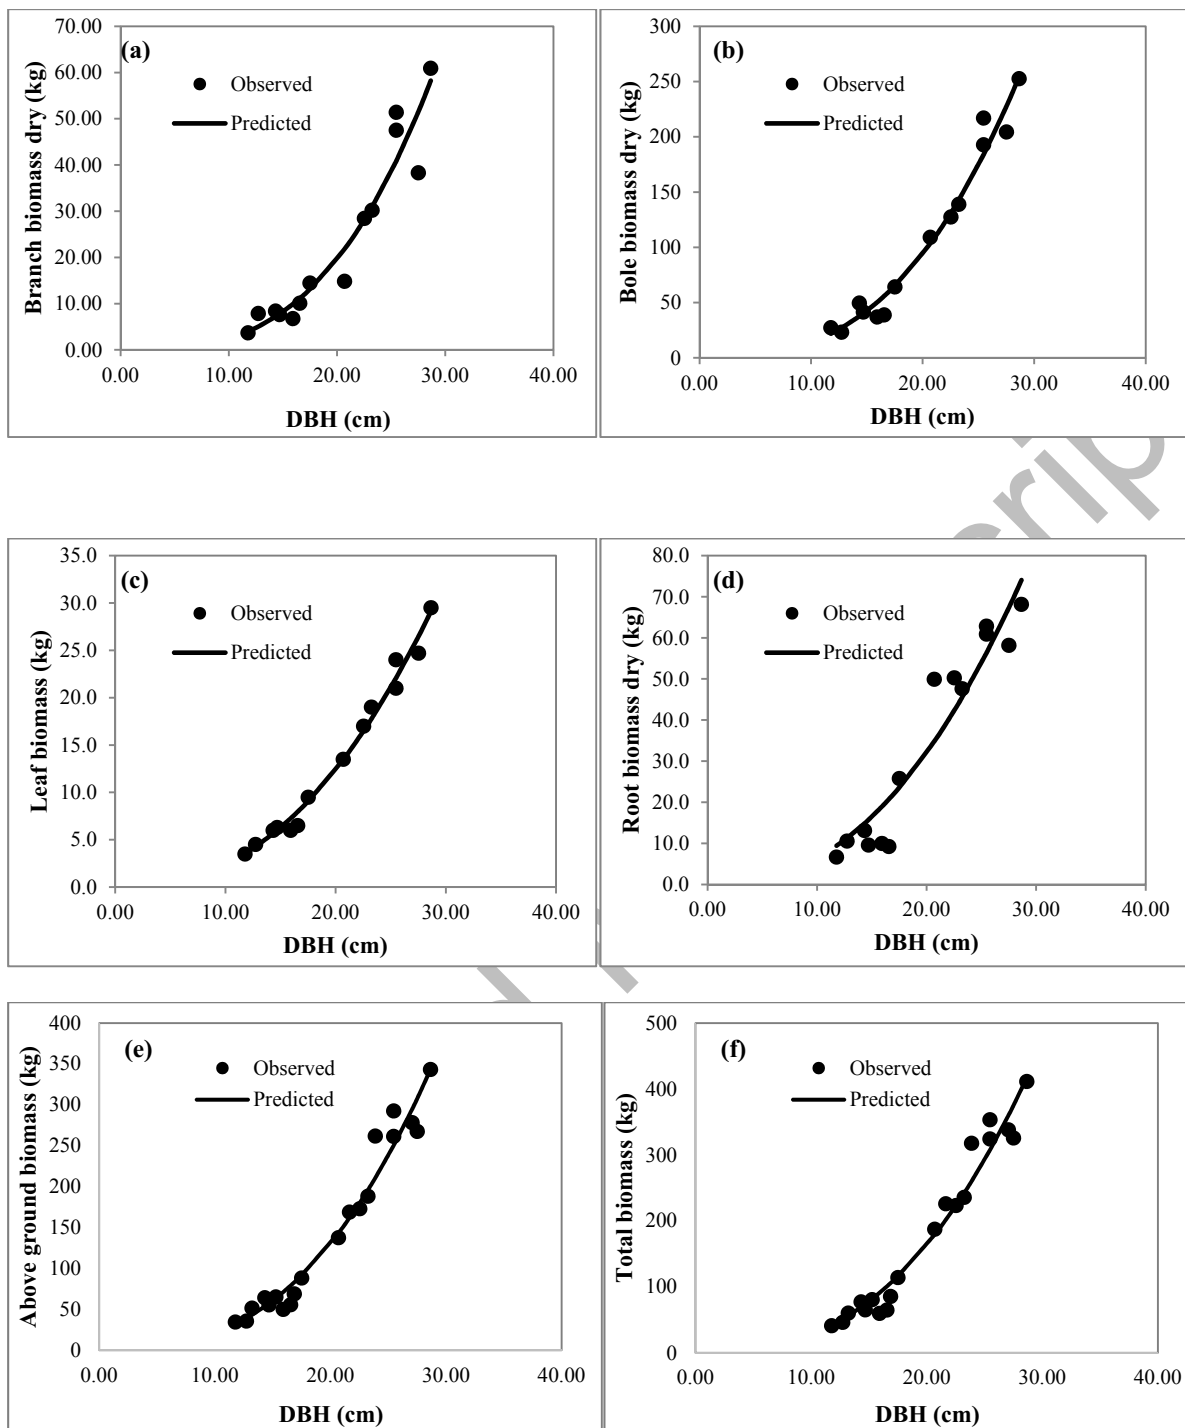 (a)
Observed
Predicted
Branch biomass dry (kg)
70.00
60.00
50.00
40.00
30.00
20.00
10.00
0.00
0.00 10.00 20.00 30.00 40.00
DBH (cm)
(b)
Observed
Predicted
Bole biomass dry (kg)
300
250
200
150
100
50
0
0.00 10.00 20.00 30.00 40.00
DBH (cm)
(c)
Observed
Predicted
Leaf biomass (kg)
35.0
30.0
25.0
20.0
15.0
10.0
5.0
0.0
0.00 10.00 20.00 30.00 40.00
DBH (cm)
(d)
Observed
Predicted
Root biomass dry (kg)
80.0
70.0
60.0
50.0
40.0
30.0
20.0
10.0
0.0
0.00 10.00 20.00 30.00 40.00
DBH (cm)
(e)
Observed
Predicted
Above ground biomass (kg)
400
350
300
250
200
150
100
50
0
0.00 10.00 20.00 30.00 40.00
DBH (cm)
(f)
Observed
Predicted
Total biomass (kg)
500
400
300
200
100
0
0.00 10.00 20.00 30.00 40.00
DBH (cm)